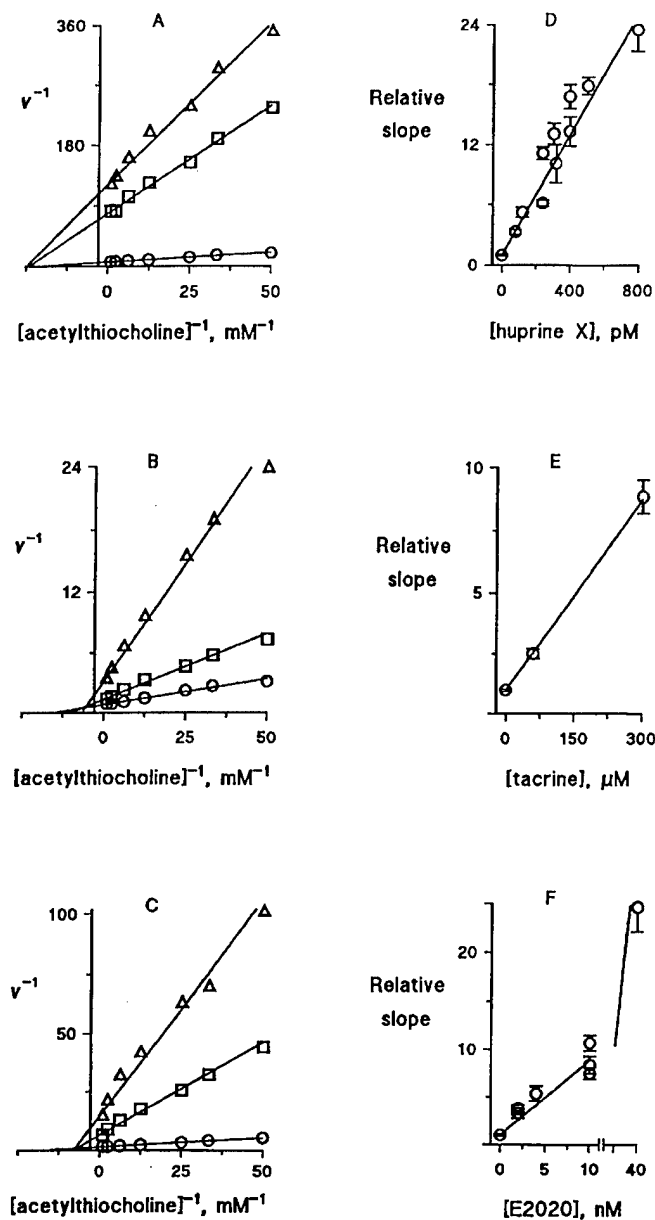 A
360
v⁻¹
180
0 25 50
[acetylthiocholine]⁻¹, mM⁻¹
D
24
Relative
slope
12
0
0 400 800
[huprine X], pM
B
24
v⁻¹
12
0 25 50
[acetylthiocholine]⁻¹, mM⁻¹
E
10
Relative
slope
5
0
0 150 300
[tacrine], µM
C
100
v⁻¹
50
0 25 50
[acetylthiocholine]⁻¹, mM⁻¹
F
20
Relative
slope
10
0
0 5 10 40
[E2020], nM